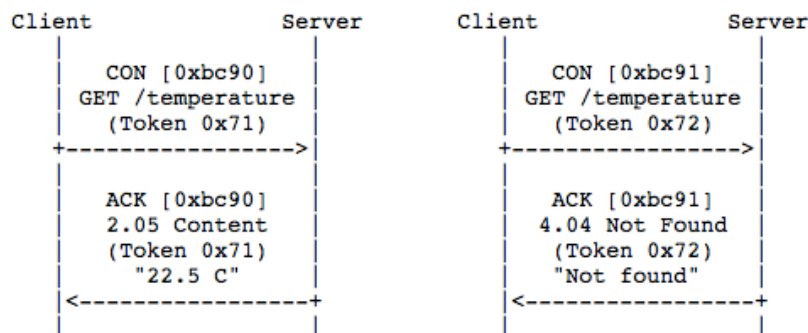 Client Server Client Server
CON [0xbc90] CON [0xbc91]
GET /temperature GET /temperature
(Token 0x71) (Token 0x72)
ACK [0xbc90] ACK [0xbc91]
2.05 Content 4.04 Not Found
(Token 0x71) (Token 0x72)
"22.5 C" "Not found"